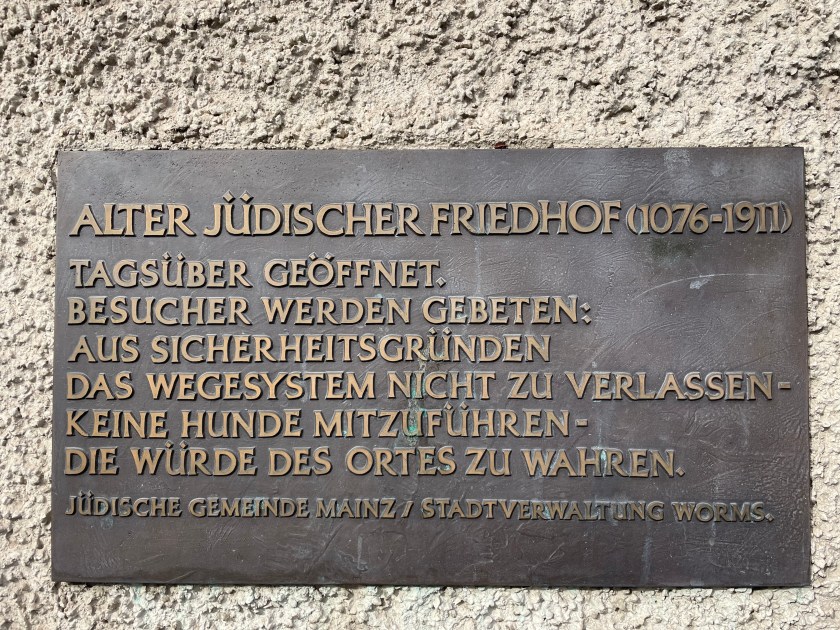 ALTER JÜDISCHER FRIEDHOF (1076-1911)
TAGSÜBER GEÖFFNET.
BESUCHER WERDEN GEBETEN:
AUS SICHERHEITSGRÜNDEN
DAS WEGESYSTEM NICHT ZU VERLASSEN-
KEINE HUNDE MITZUFÜHREN-
DIE WÜRDE DES ORTES ZU WAHREN.
JÜDISCHE GEMEINDE MAINZ / STADTVERWALTUNG WORMS.